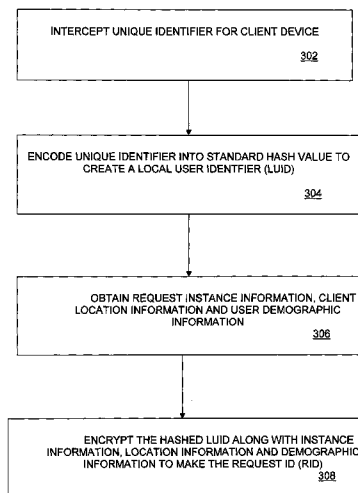 INTERCEPT UNIQUE IDENTIFIER FOR CLIENT DEVICE
302
ENCODE UNIQUE IDENTIFIER INTO STANDARD HASH VALUE TO
CREATE A LOCAL USER IDENTFIER (LUID)
304
OBTAIN REQUEST INSTANCE INFORMATION, CLIENT
LOCATION INFORMATION AND USER DEMOGRAPHIC
INFORMATION
306
ENCRYPT THE HASHED LUID ALONG WITH INSTANCE
INFORMATION, LOCATION INFORMATION AND DEMOGRAPHIC
INFORMATION TO MAKE THE REQUEST ID (RID)
308